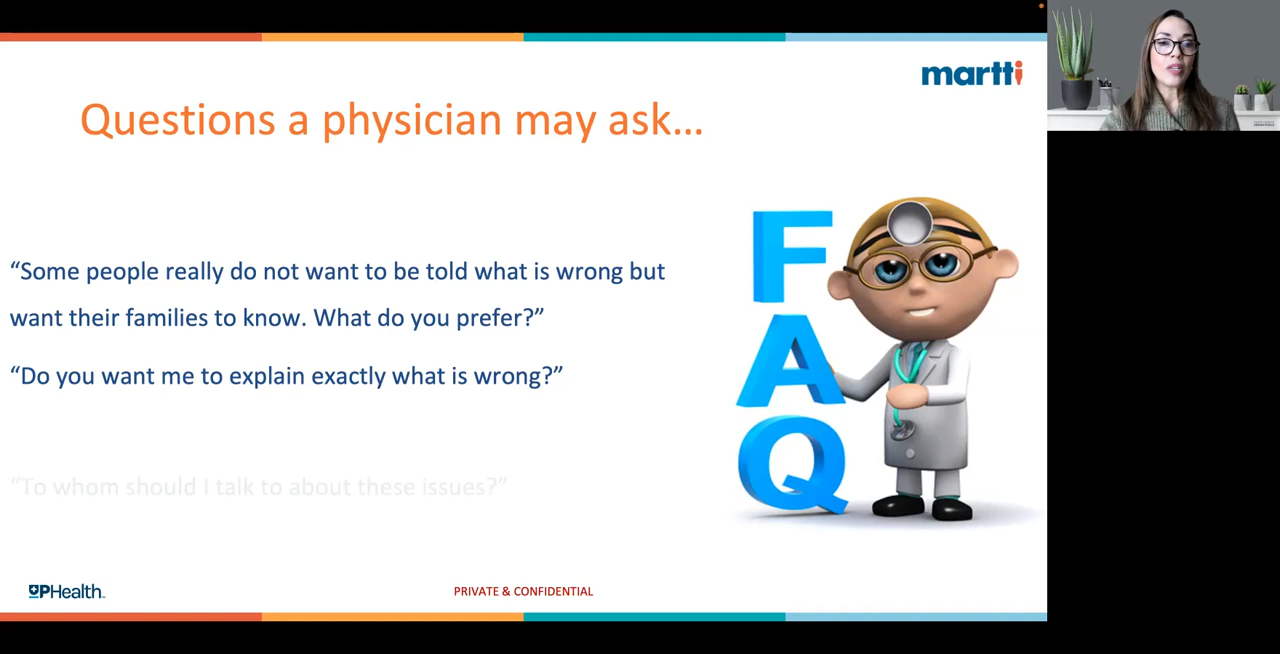 martti
Questions a physician may ask…
“Some people really do not want to be told what is wrong but
want their families to know. What do you prefer?”
“Do you want me to explain exactly what is wrong?”
“To whom should I talk to about these issues?”
F
A
Q
UPHealth
PRIVATE & CONFIDENTIAL